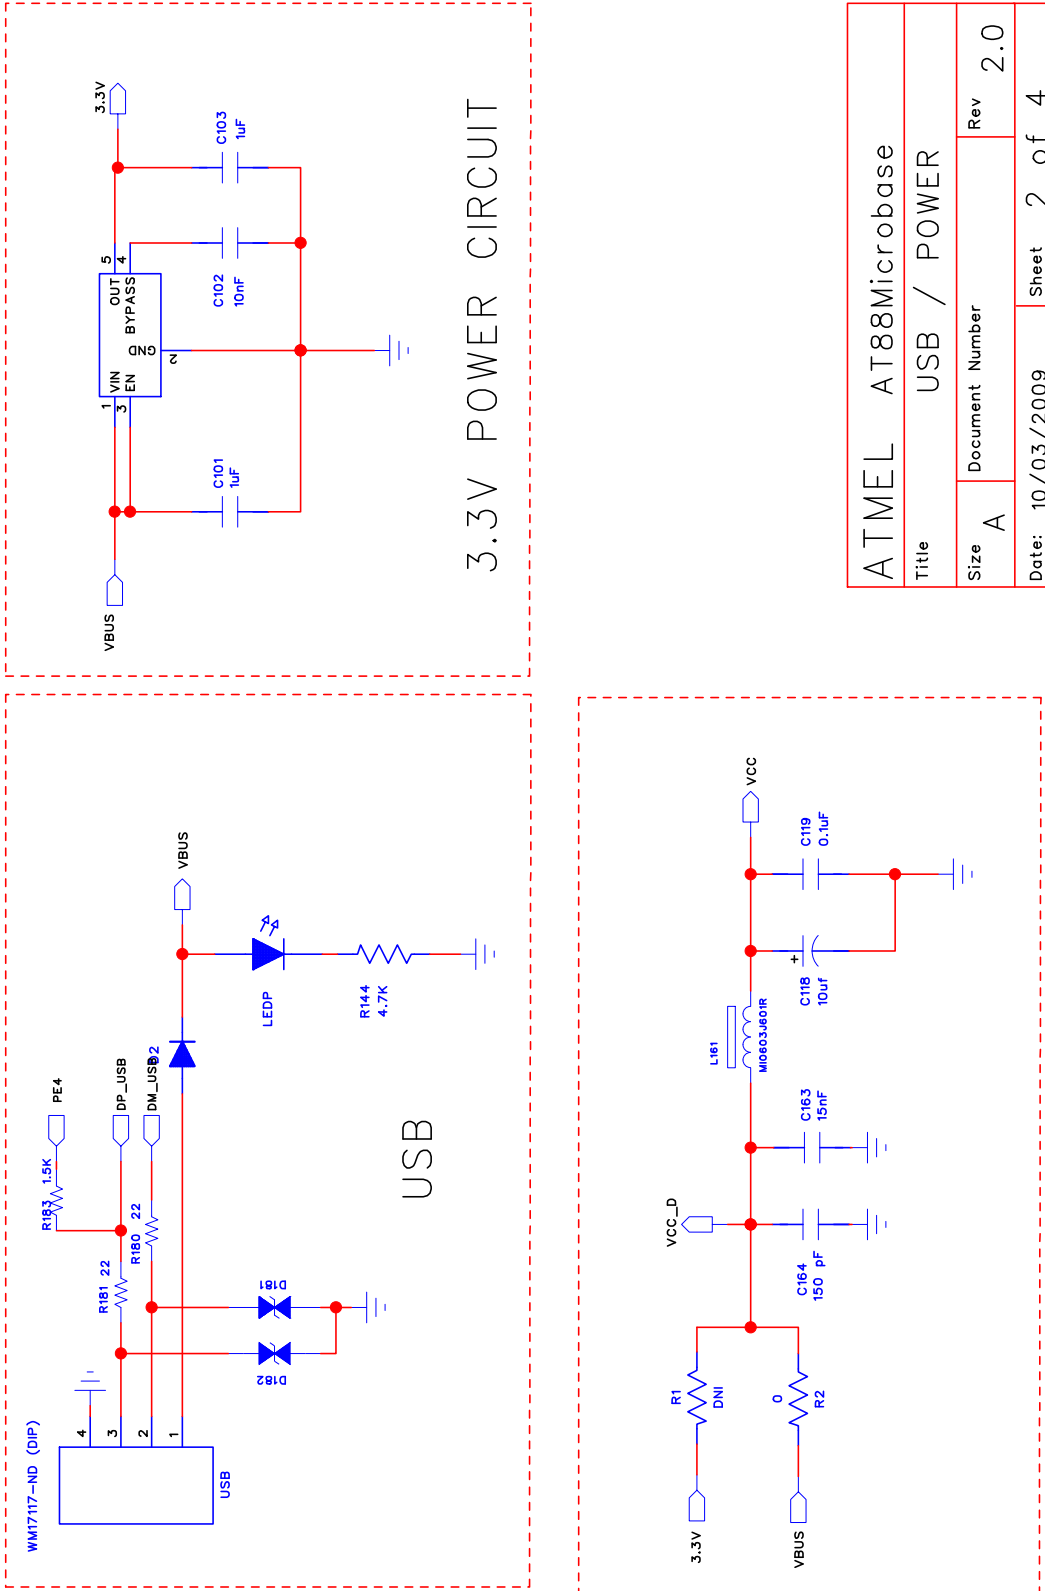 WM17117-ND (DIP)
USB
4
3
2
1
R181 22
R180 22
R183 1.5K
PE4
DP_USB
DM_USB
D2
VBUS
D182
D181
LEDP
R144
4.7K
USB
VBUS
1
3
VIN
EN
GND
2
OUT
BYPASS
5
4
3.3V
C101
1uF
C102
10nF
C103
1uF
3.3V POWER CIRCUIT
3.3V
VBUS
R1
DNI
0
R2
VCC_D
C164
150 pF
C163
15nF
L161
MI0603J601R
C118
10uf
+
C119
0.1uF
VCC
ATMEL AT88Microbase
Title
USB / POWER
Size
A
Document Number
Rev
2.0
Date: 10/03/2009
Sheet 2 of 4